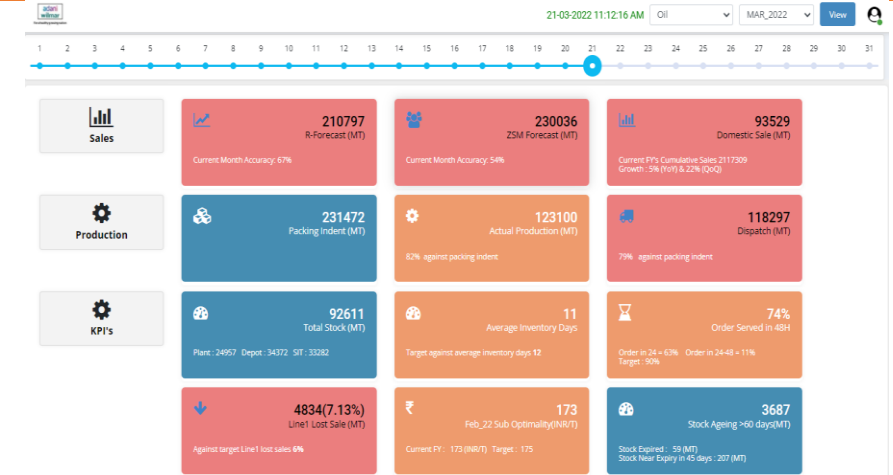 adani
wilmar
21-03-2022 11:12:16 AM Oil MAR_2022 View
1 2 3 4 5 6 7 8 9 10 11 12 13 14 15 16 17 18 19 20 21 22 23 24 25 26 27 28 29 30 31
Sales
210797
R-Forecast (MT)
Current Month Accuracy: 67%
230036
ZSM Forecast (MT)
Current Month Accuracy: 54%
93529
Domestic Sale (MT)
Current FY's Cumulative Sales 2117309
Growth : 5% (YoY) & 22% (QoQ)
Production
231472
Packing Indent (MT)
123100
Actual Production (MT)
82% against packing indent
118297
Dispatch (MT)
79% against packing indent
KPI's
92611
Total Stock (MT)
Plant : 24957 Depot : 34372 SIT : 33282
11
Average Inventory Days
Target against average inventory days 12
74%
Order Served in 48H
Order in 24 = 63% Order in 24-48 = 11%
Target : 90%
4834(7.13%)
Line1 Lost Sale (MT)
Against target Line1 lost sales 6%
173
Feb_22 Sub Optimality(INR/T)
Current FY : 173 (INR/T) Target : 175
3687
Stock Ageing >60 days(MT)
Stock Expired : 59 (MT)
Stock Near Expiry in 45 days : 207 (MT)